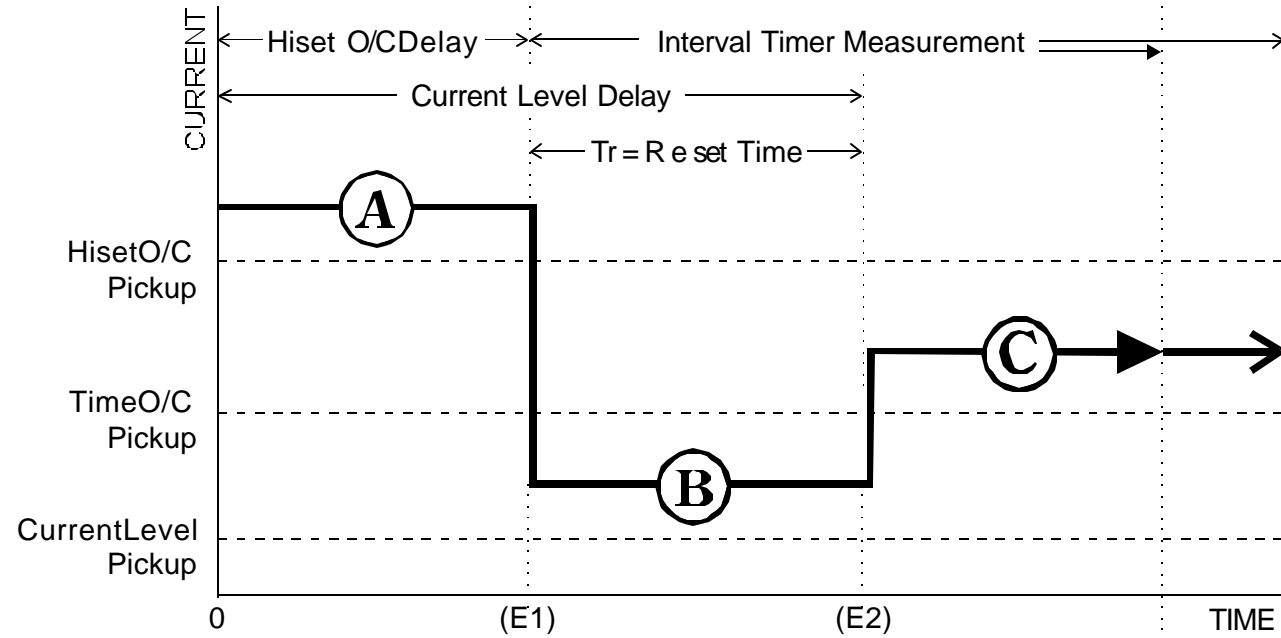 CURRENT
Hiset O/CDelay
Interval Timer Measurement
Current Level Delay
Tr=Reset Time
A
HisetO/C
Pickup
C
TimeO/C
Pickup
B
CurrentLevel
Pickup
0
(E1)
(E2)
TIME